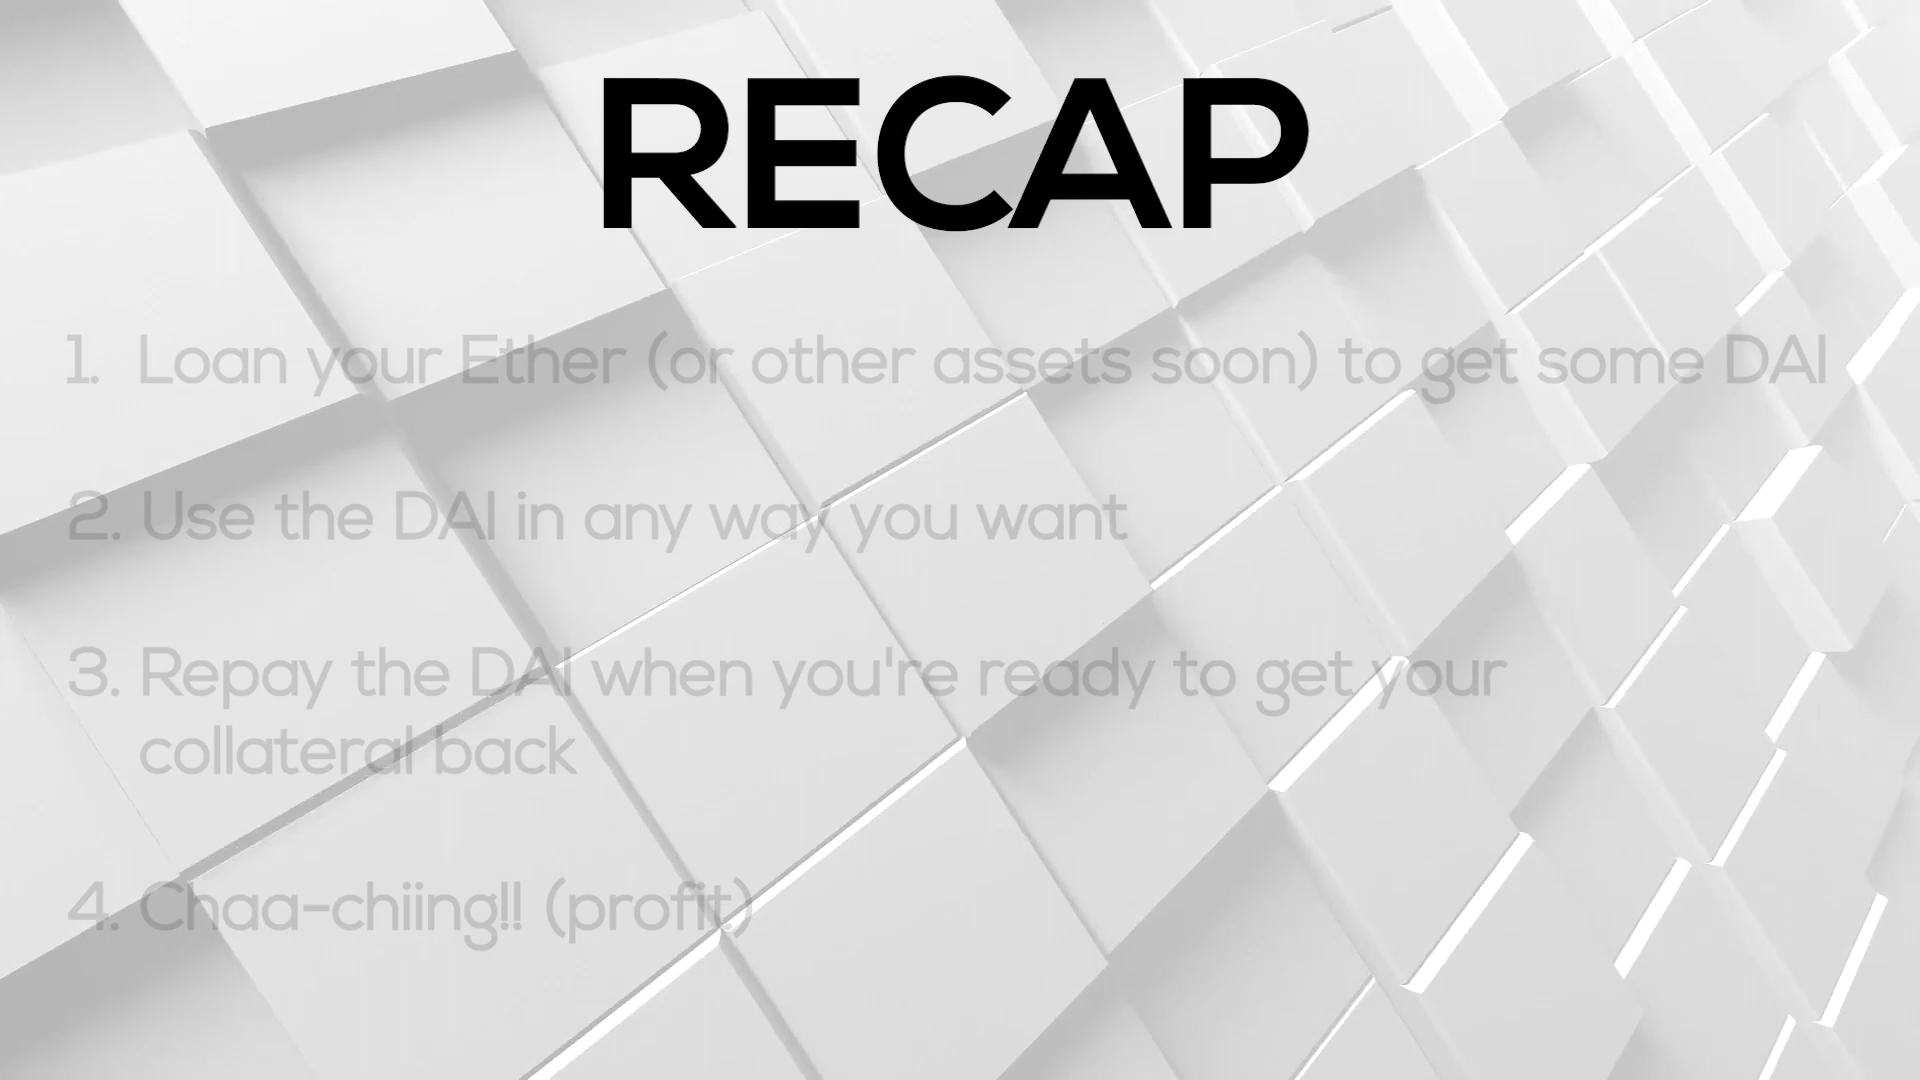 RECAP
1. Loan your Ether (or other assets soon) to get some DAI
2. Use the DAI in any way you want
3. Repay the DAI when you're ready to get your
collateral back
4. Chaa-chiing!! (profit)